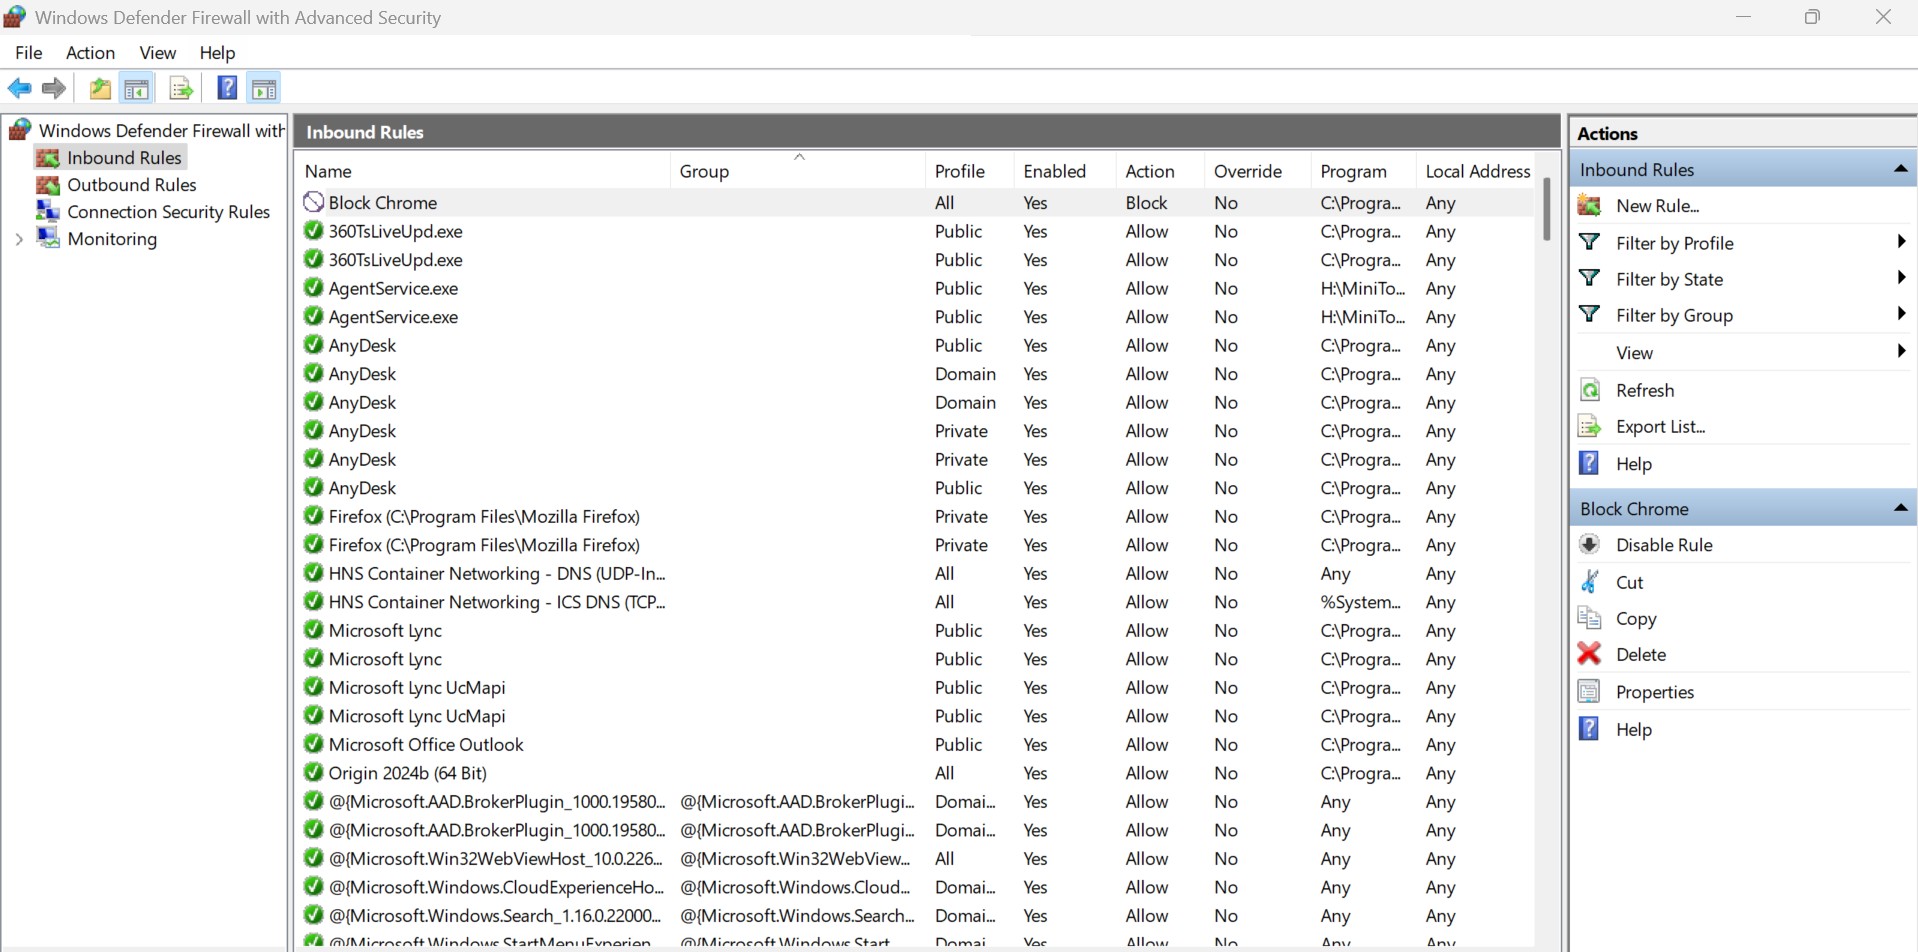 Windows Defender Firewall with Advanced Security
File Action View Help
Windows Defender Firewall with
Inbound Rules
Outbound Rules
Connection Security Rules
Monitoring
Inbound Rules
Name Group Profile Enabled Action Override Program Local Address
Block Chrome All Yes Block No C:\Progra... Any
360TsLiveUpd.exe Public Yes Allow No C:\Progra... Any
360TsLiveUpd.exe Public Yes Allow No C:\Progra... Any
AgentService.exe Public Yes Allow No H:\MiniTo... Any
AgentService.exe Public Yes Allow No H:\MiniTo... Any
AnyDesk Public Yes Allow No C:\Progra... Any
AnyDesk Domain Yes Allow No C:\Progra... Any
AnyDesk Domain Yes Allow No C:\Progra... Any
AnyDesk Private Yes Allow No C:\Progra... Any
AnyDesk Private Yes Allow No C:\Progra... Any
AnyDesk Public Yes Allow No C:\Progra... Any
Firefox (C:\Program Files\Mozilla Firefox) Private Yes Allow No C:\Progra... Any
Firefox (C:\Program Files\Mozilla Firefox) Private Yes Allow No C:\Progra... Any
HNS Container Networking - DNS (UDP-In... All Yes Allow No Any Any
HNS Container Networking - ICS DNS (TCP... All Yes Allow No %System... Any
Microsoft Lync Public Yes Allow No C:\Progra... Any
Microsoft Lync Public Yes Allow No C:\Progra... Any
Microsoft Lync UcMapi Public Yes Allow No C:\Progra... Any
Microsoft Lync UcMapi Public Yes Allow No C:\Progra... Any
Microsoft Office Outlook Public Yes Allow No C:\Progra... Any
Origin 2024b (64 Bit) All Yes Allow No C:\Progra... Any
@{Microsoft.AAD.BrokerPlugin_1000.19580... @{Microsoft.AAD.BrokerPlugi... Domai... Yes Allow No Any Any
@{Microsoft.AAD.BrokerPlugin_1000.19580... @{Microsoft.AAD.BrokerPlugi... Domai... Yes Allow No Any Any
@{Microsoft.Win32WebViewHost_10.0.226... @{Microsoft.Win32WebView... All Yes Allow No Any Any
@{Microsoft.Windows.CloudExperienceHo... @{Microsoft.Windows.Cloud... Domai... Yes Allow No Any Any
@{Microsoft.Windows.Search_1.16.0.22000... @{Microsoft.Windows.Search... Domai... Yes Allow No Any Any
@{Microsoft.Windows.StartMenuExperien... @{Microsoft.Windows.Start... Domai... Yes Allow No Any Any
Actions
Inbound Rules
New Rule...
Filter by Profile
Filter by State
Filter by Group
View
Refresh
Export List...
Help
Block Chrome
Disable Rule
Cut
Copy
Delete
Properties
Help